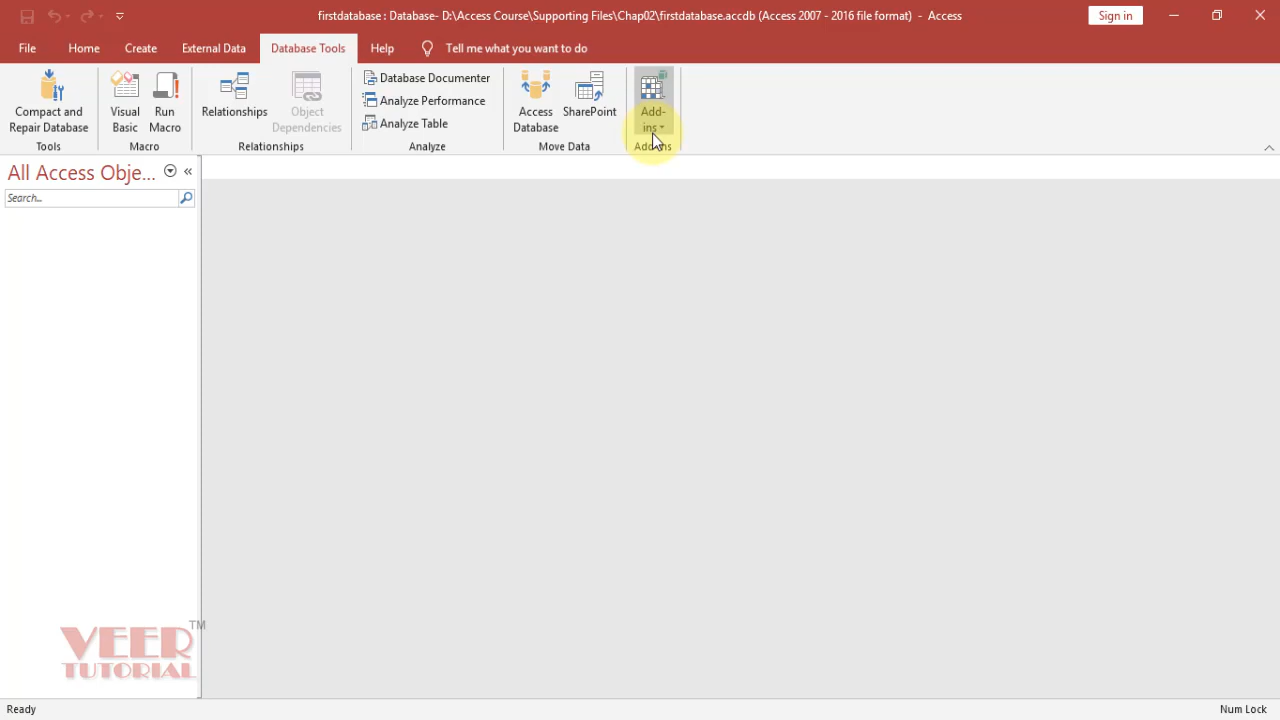 firstdatabase : Database- D:\Access Course\Supporting Files\Chap02\firstdatabase.accdb (Access 2007 - 2016 file format) - Access
Sign in
File Home Create External Data Database Tools Help Tell me what you want to do
Compact and
Repair Database
Tools
Visual
Basic
Run
Macro
Macro
Relationships
Object
Dependencies
Relationships
Database Documenter
Analyze Performance
Analyze Table
Analyze
Access
Database
SharePoint
Move Data
Add-
ins
Add-ins
All Access Obje...
Search...
VEER TM
TUTORIAL
Ready
Num Lock